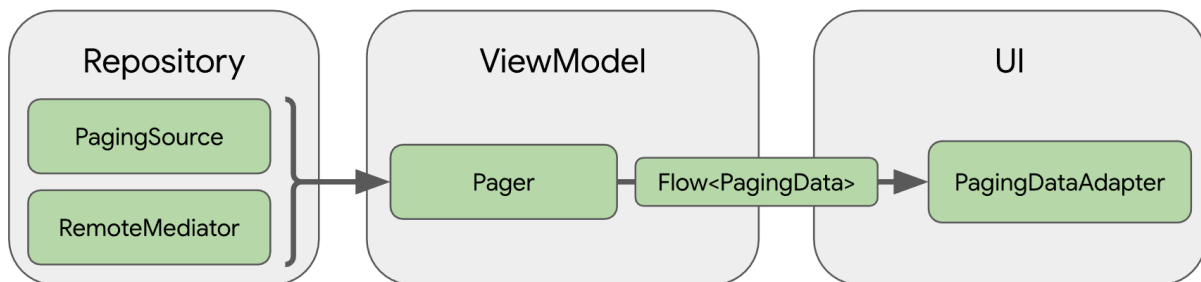 Repository
PagingSource
RemoteMediator
ViewModel
Pager
Flow<PagingData>
UI
PagingDataAdapter